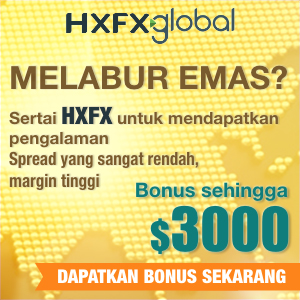 HXFXglobal
MELABUR EMAS?
Sertai HXFX untuk mendapatkan
pengalaman
Spread yang sangat rendah,
margin tinggi
Bonus sehingga
$3000
DAPATKAN BONUS SEKARANG